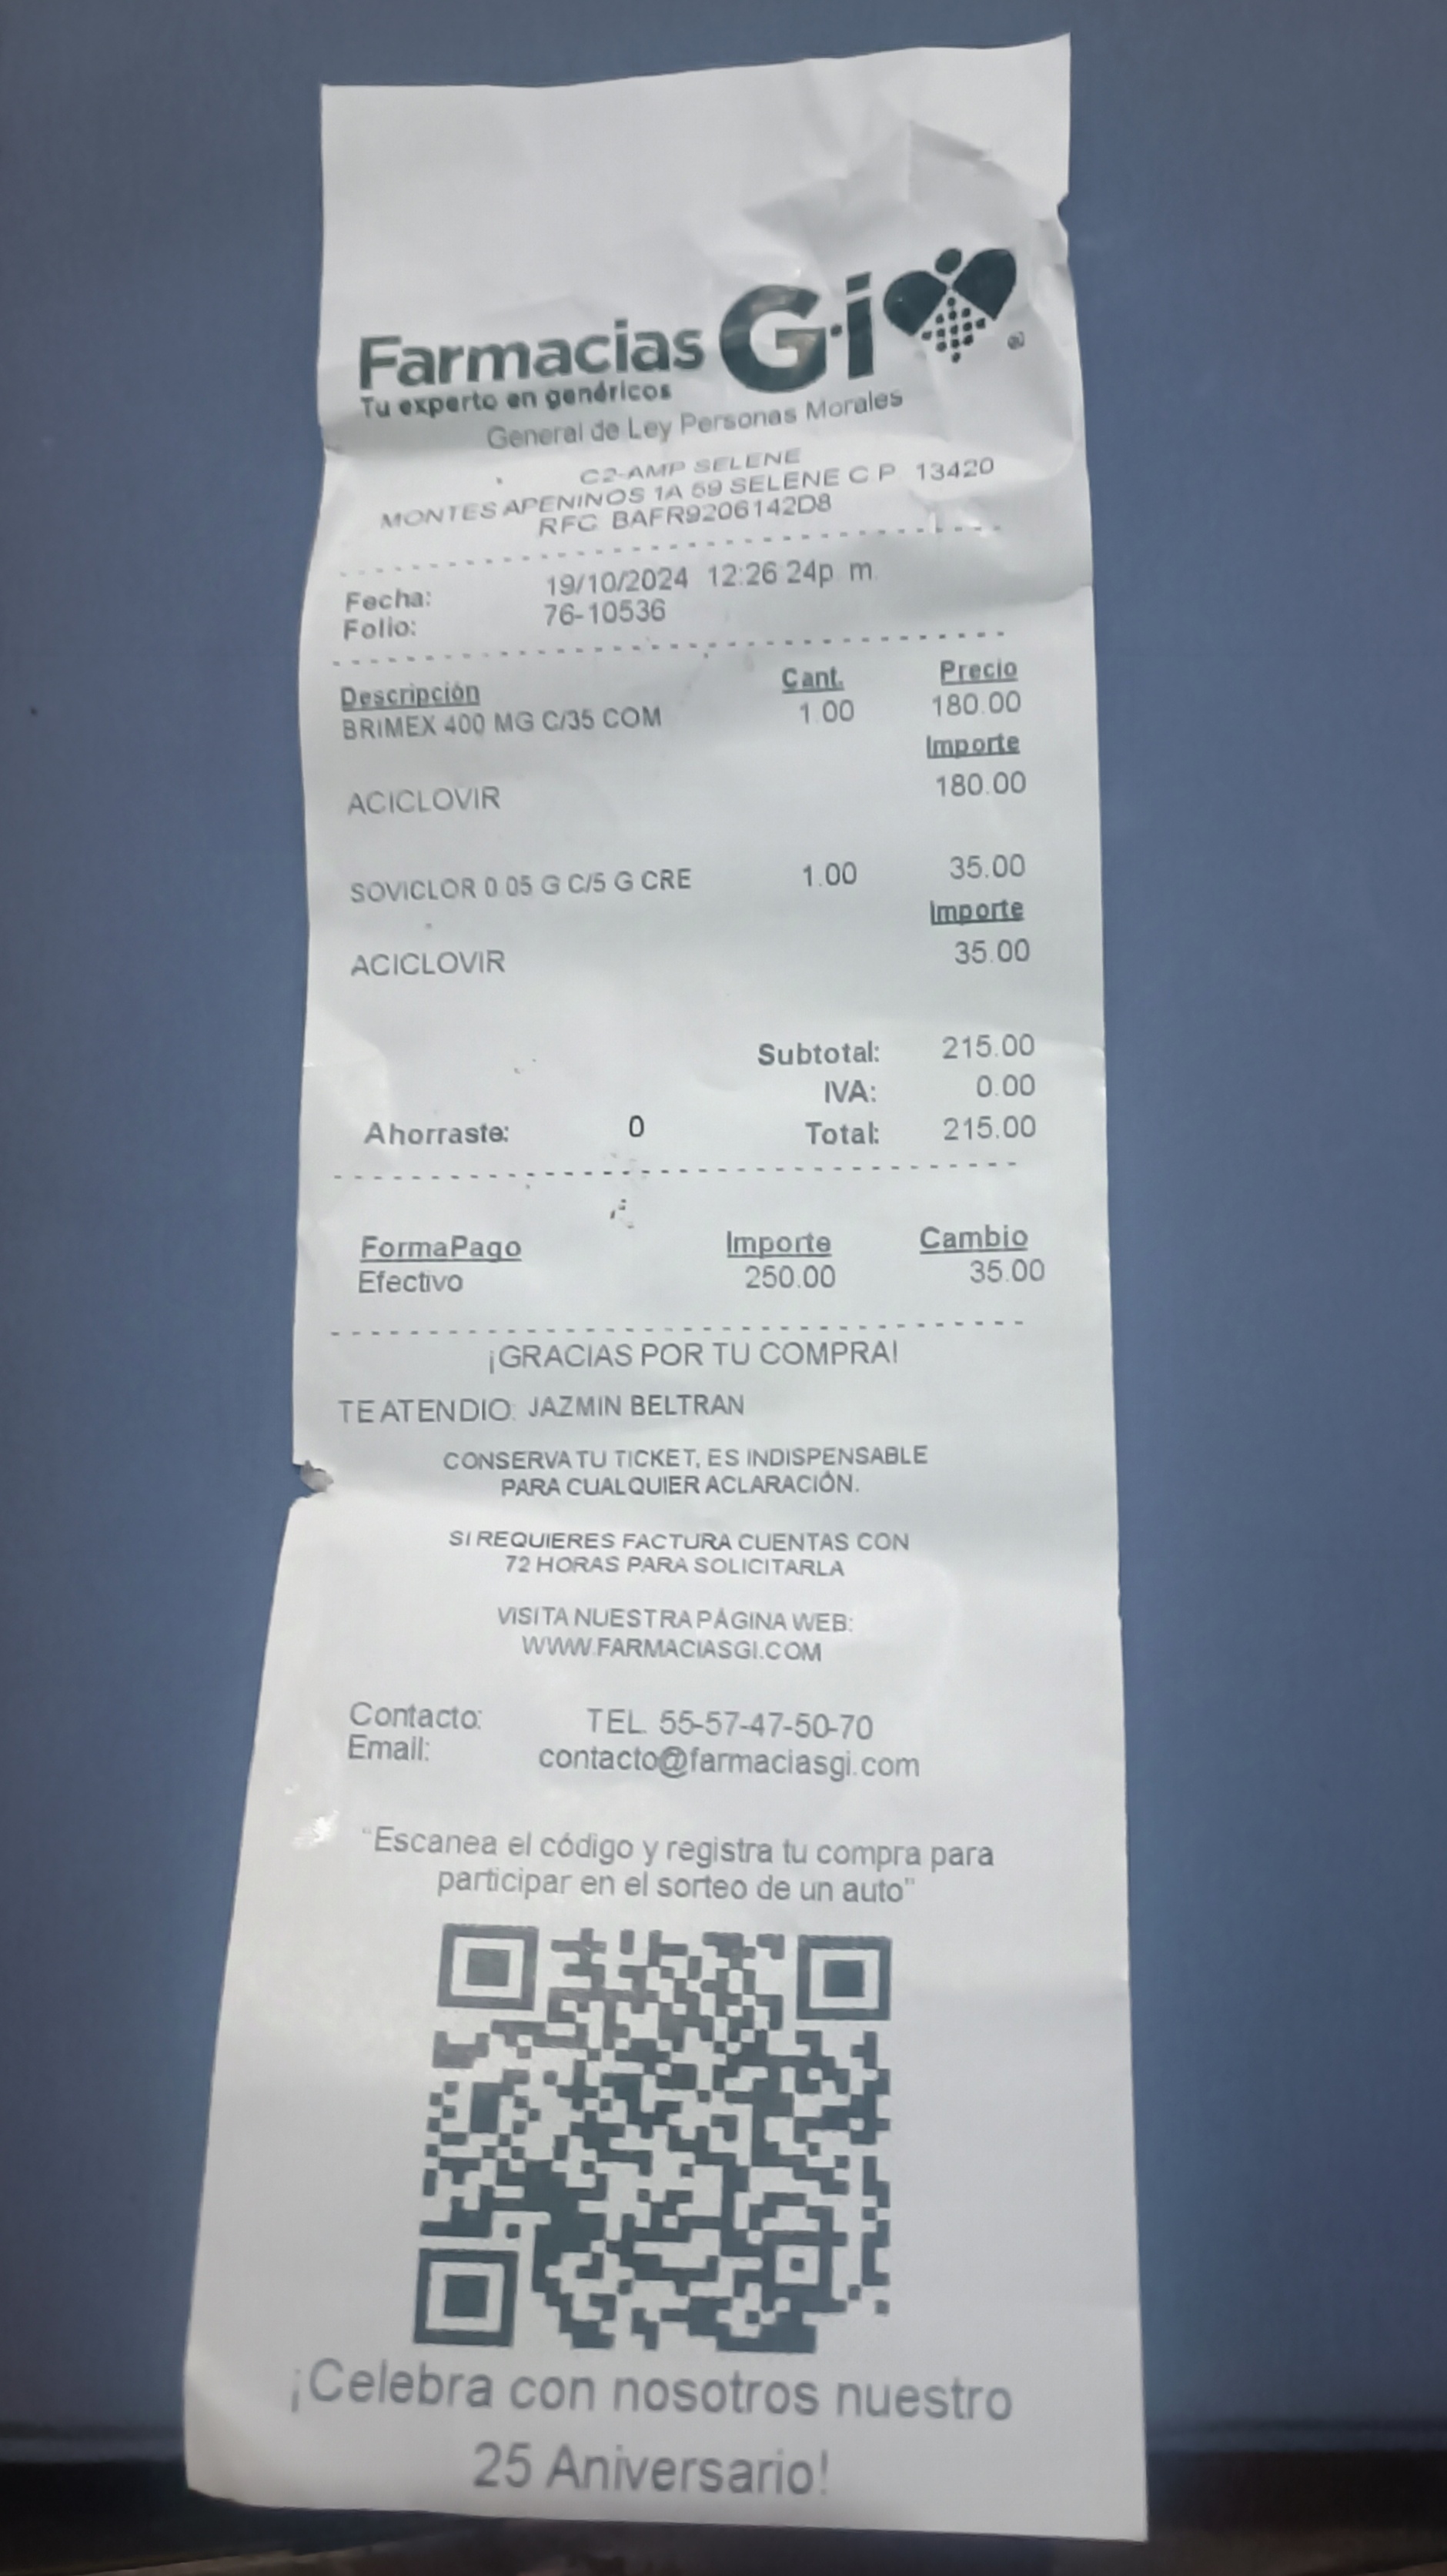 Farmacias Gi
Tu experto en genéricos
General de Ley Personas Morales
C2-AMP SELENE
MONTES APENINOS 1A 59 SELENE C P 13420
RFC BAFR9206142D8
Fecha: 19/10/2024 12:26 24p m.
Folio: 76-10536
Descripción Cant. Precio
BRIMEX 400 MG C/35 COM 1 00 180.00
Importe
ACICLOVIR 180.00
SOVICLOR 0 05 G C/5 G CRE 1.00 35.00
Importe
ACICLOVIR 35.00
Subtotal: 215.00
IVA: 0.00
Ahorraste: 0 Total: 215.00
FormaPago Importe Cambio
Efectivo 250.00 35.00
¡GRACIAS POR TU COMPRA!
TE ATENDIO: JAZMIN BELTRAN
CONSERVA TU TICKET, ES INDISPENSABLE
PARA CUALQUIER ACLARACIÓN.
SI REQUIERES FACTURA CUENTAS CON
72 HORAS PARA SOLICITARLA
VISITA NUESTRA PÁGINA WEB:
WWW.FARMACIASGI.COM
Contacto: TEL. 55-57-47-50-70
Email: contacto@farmaciasgi.com
"Escanea el código y registra tu compra para
participar en el sorteo de un auto"
¡Celebra con nosotros nuestro
25 Aniversario!